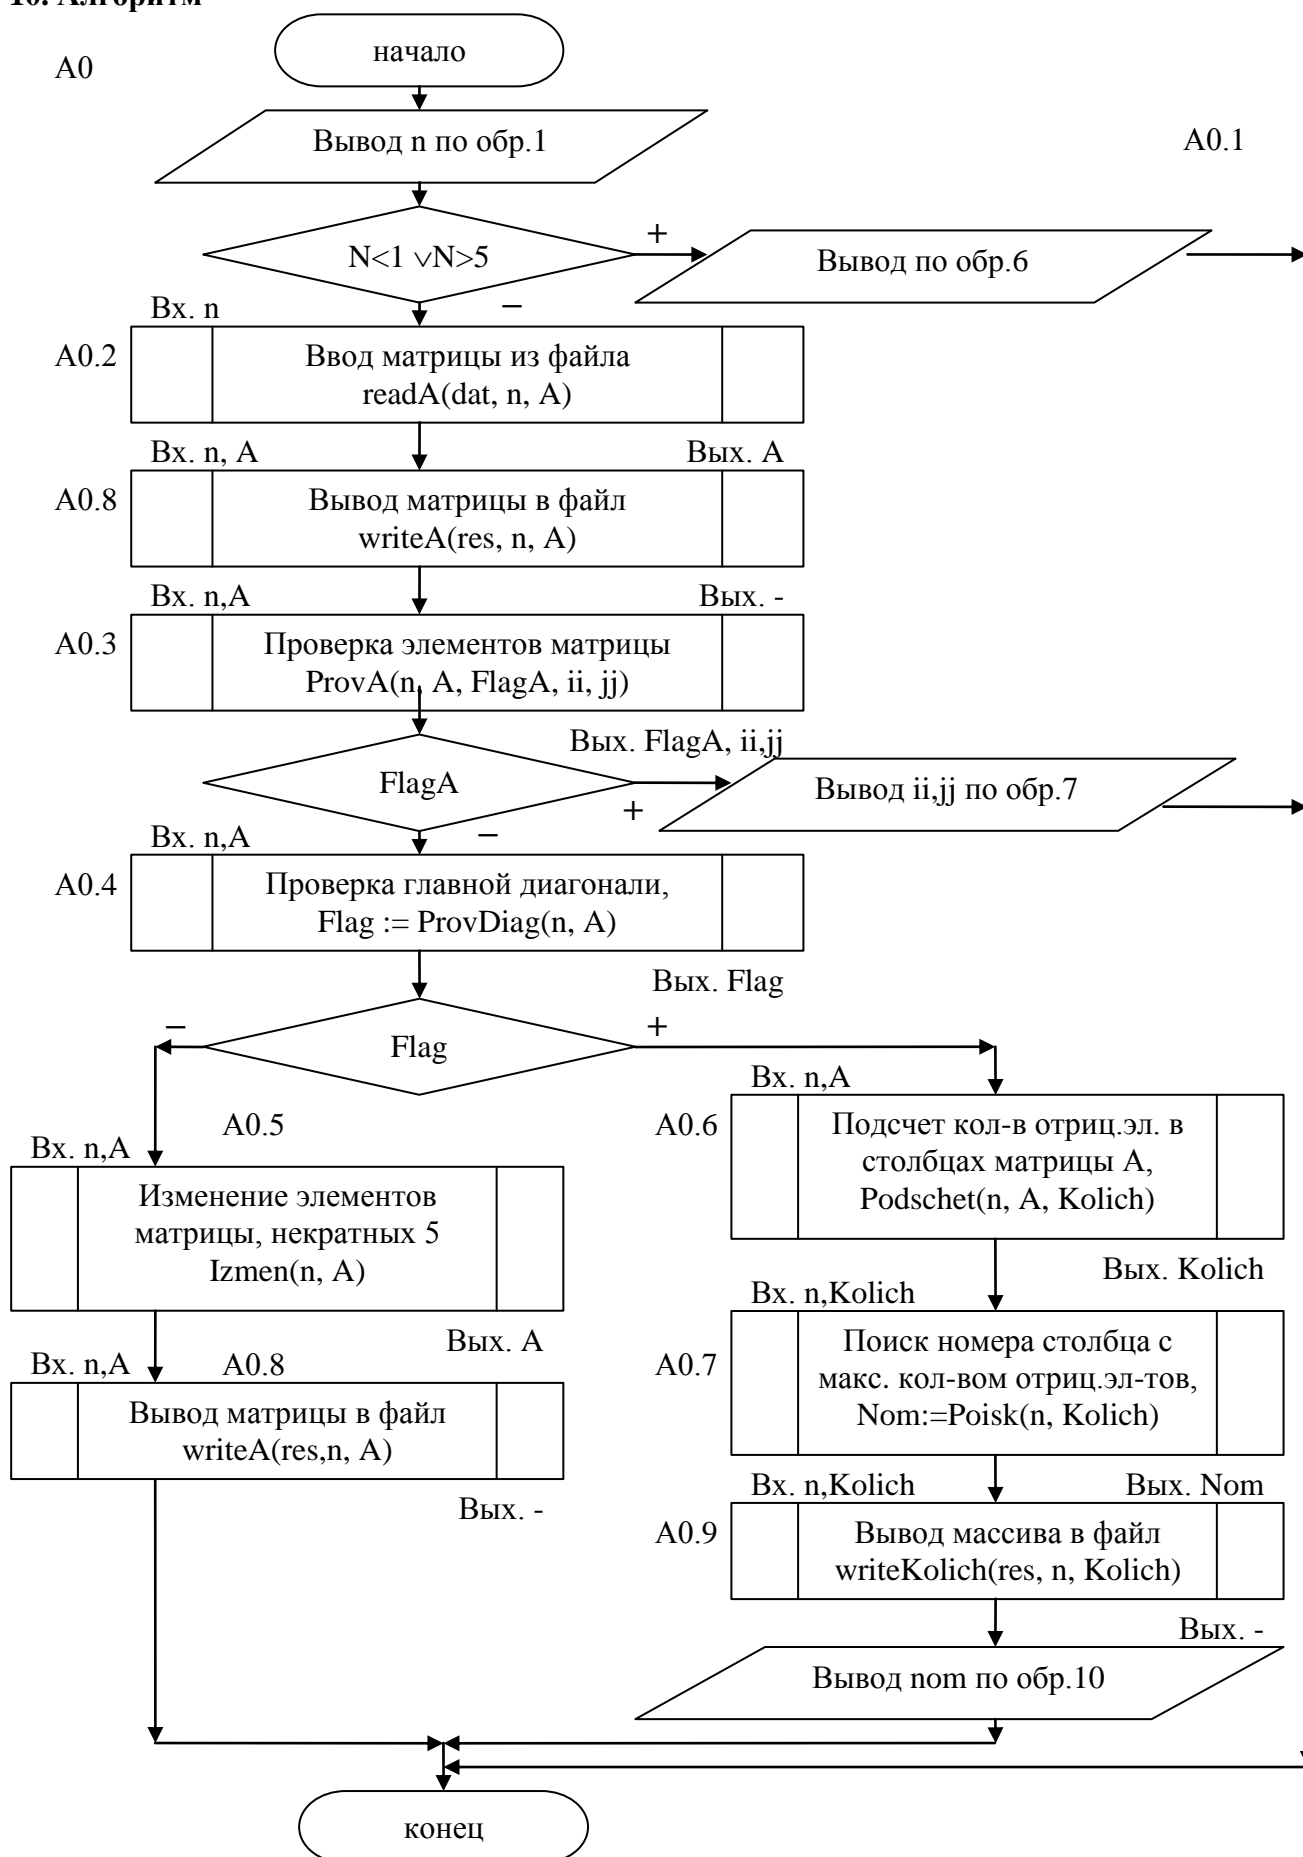 10. Алгоритм
начало
A0
Вывод n по обр.1
A0.1
N<1 ∨N>5
+
Вывод по обр.6
–
Вх. n
A0.2
Ввод матрицы из файла
readA(dat, n, A)
Вх. n, A
Вых. A
A0.8
Вывод матрицы в файл
writeA(res, n, A)
Вх. n,A
Вых. -
A0.3
Проверка элементов матрицы
ProvA(n, A, FlagA, ii, jj)
Вых. FlagA, ii,jj
FlagA
+
Вывод ii,jj по обр.7
–
Вх. n,A
A0.4
Проверка главной диагонали,
Flag := ProvDiag(n, A)
Вых. Flag
–
Flag
+
Вх. n,A
A0.5
A0.6
Подсчет кол-в отриц.эл. в
столбцах матрицы А,
Podschet(n, A, Kolich)
Вх. n,A
Изменение элементов
матрицы, некратных 5
Izmen(n, A)
Вых. Kolich
Вх. n,Kolich
Вых. A
A0.7
Поиск номера столбца с
макс. кол-вом отриц.эл-тов,
Nom:=Poisk(n, Kolich)
Вх. n,A
A0.8
Вывод матрицы в файл
writeA(res,n, A)
Вых. -
Вх. n,Kolich
Вых. Nom
A0.9
Вывод массива в файл
writeKolich(res, n, Kolich)
Вых. -
Вывод nom по обр.10
конец